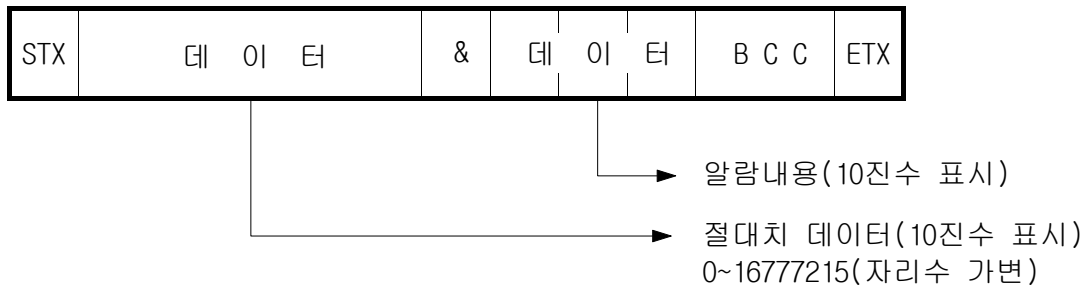 STX 데 이 터 & 데 이 터 B C C ETX
알람내용(10진수 표시)
절대치 데이터(10진수 표시)
0~16777215(자리수 가변)